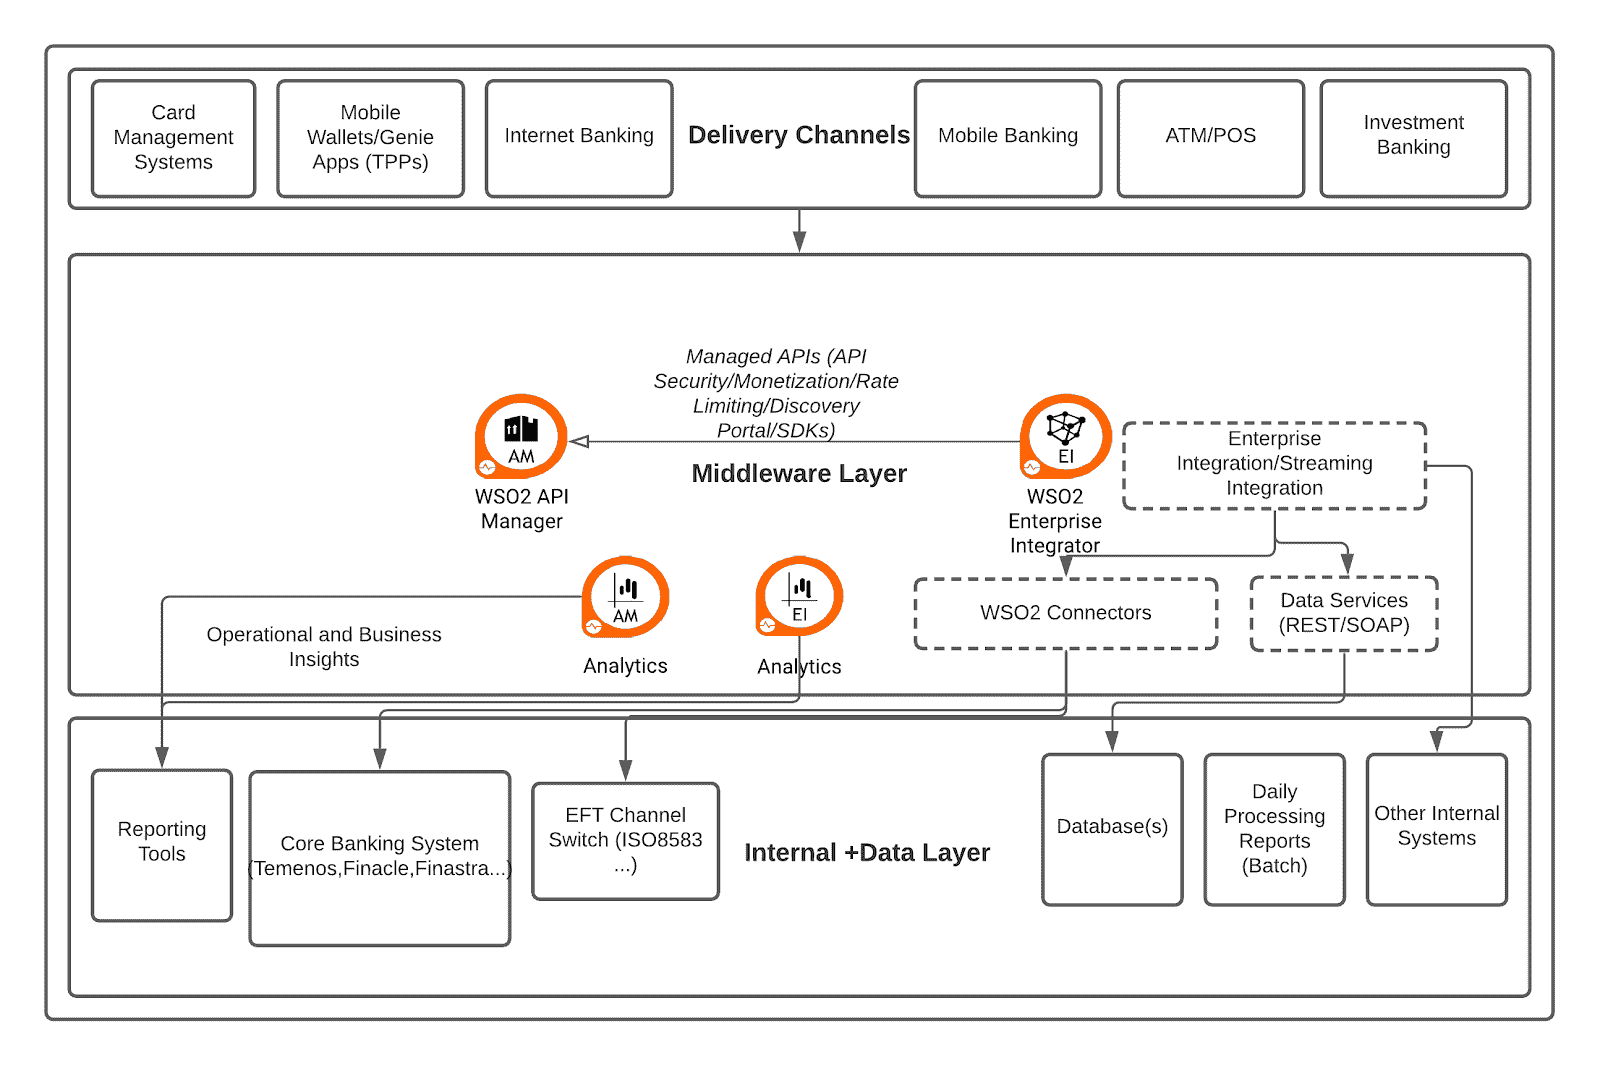 Card
Management
Systems
Mobile
Wallets/Genie
Apps (TPPs)
Internet Banking
Delivery Channels
Mobile Banking
ATM/POS
Investment
Banking
Managed APIs (API
Security/Monetization/Rate
Limiting/Discovery
Portal/SDKs)
AM
WSO2 API
Manager
Middleware Layer
EI
WSO2
Enterprise
Integrator
Enterprise
Integration/Streaming
Integration
Operational and Business
Insights
AM
Analytics
EI
Analytics
WSO2 Connectors
Data Services
(REST/SOAP)
Reporting
Tools
Core Banking System
(Temenos,Finacle,Finastra...)
EFT Channel
Switch (ISO8583
...)
Internal +Data Layer
Database(s)
Daily
Processing
Reports
(Batch)
Other Internal
Systems